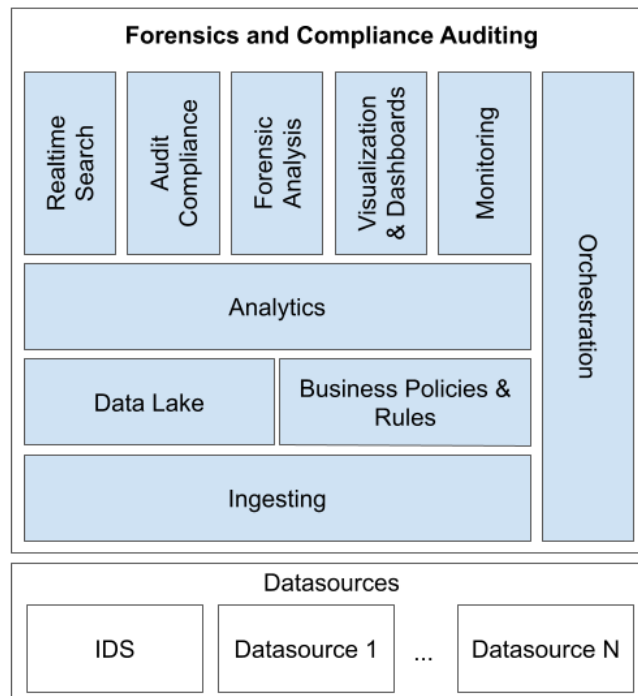 Forensics and Compliance Auditing
Realtime
Search
Audit
Compliance
Forensic
Analysis
Visualization
& Dashboards
Monitoring
Orchestration
Analytics
Data Lake
Business Policies &
Rules
Ingesting
Datasources
IDS
Datasource 1
...
Datasource N